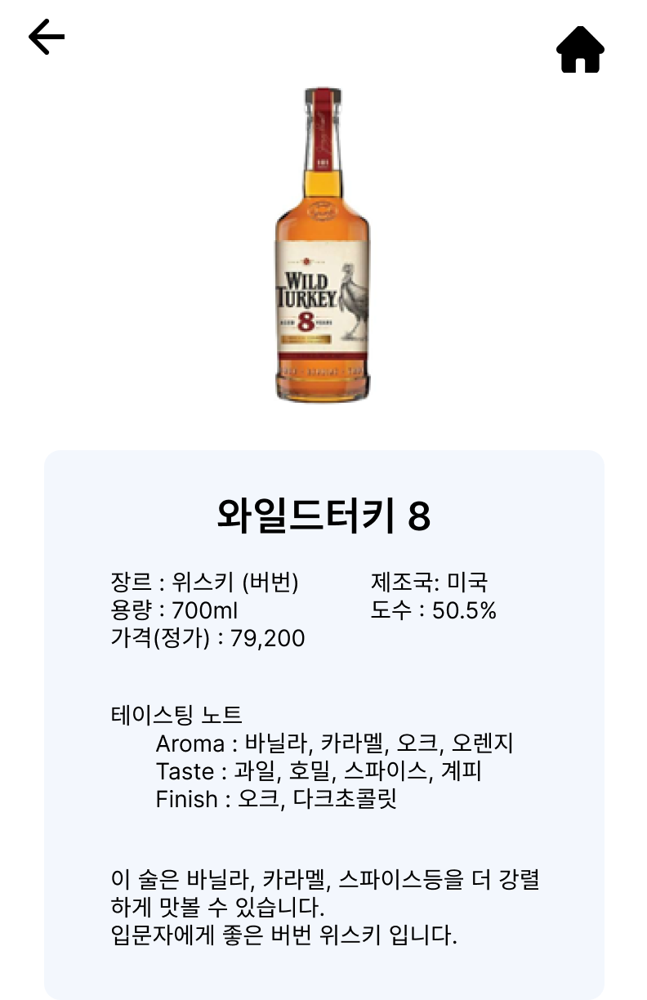 101
WILD
TURKEY
AGED 8 YEARS
와일드터키 8
장르 : 위스키 (버번)
제조국: 미국
용량 : 700ml
도수 : 50.5%
가격(정가) : 79,200
테이스팅 노트
Aroma : 바닐라, 카라멜, 오크, 오렌지
Taste : 과일, 호밀, 스파이스, 계피
Finish : 오크, 다크초콜릿
이 술은 바닐라, 카라멜, 스파이스등을 더 강렬
하게 맛볼 수 있습니다.
입문자에게 좋은 버번 위스키 입니다.